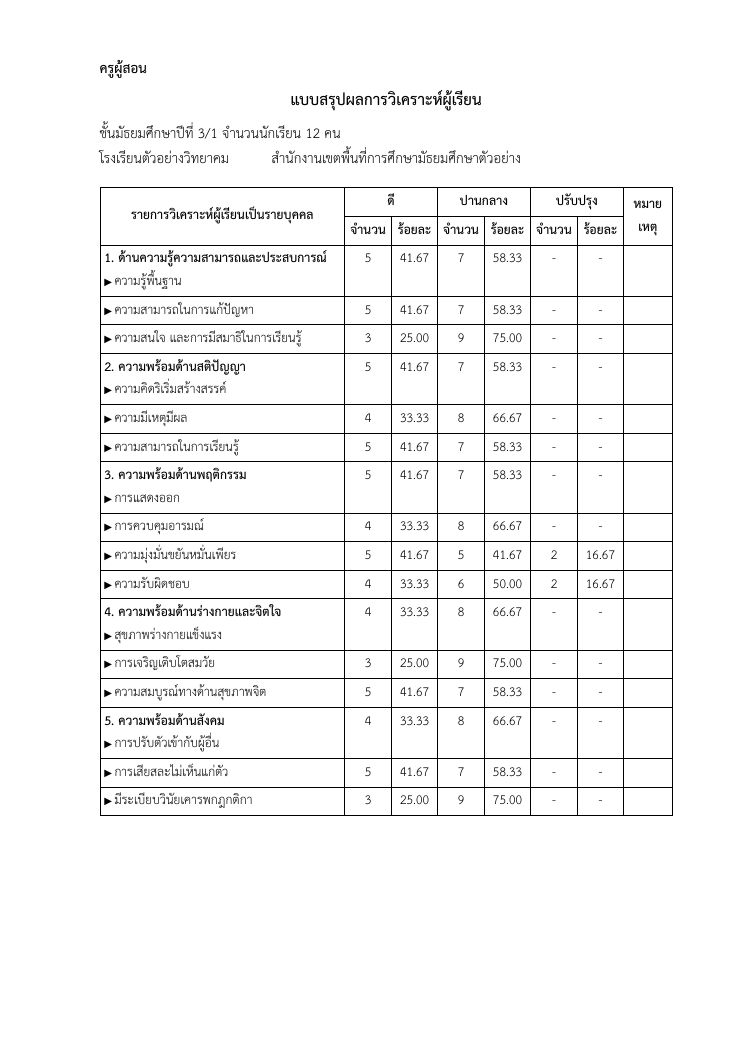 ครูผู้สอน
แบบสรุปผลการวิเคราะห์ผู้เรียน
ชั้นมัธยมศึกษาปีที่ 3/1 จำนวนนักเรียน 12 คน
โรงเรียนตัวอย่างวิทยาคม สำนักงานเขตพื้นที่การศึกษามัธยมศึกษาตัวอย่าง
รายการวิเคราะห์ผู้เรียนเป็นรายบุคคล ดี ปานกลาง ปรับปรุง หมายเหตุ
จำนวน ร้อยละ จำนวน ร้อยละ จำนวน ร้อยละ
1. ด้านความรู้ความสามารถและประสบการณ์ 5 41.67 7 58.33 - -
▶ ความรู้พื้นฐาน
▶ ความสามารถในการแก้ปัญหา 5 41.67 7 58.33 - -
▶ ความสนใจ และการมีสมาธิในการเรียนรู้ 3 25.00 9 75.00 - -
2. ความพร้อมด้านสติปัญญา 5 41.67 7 58.33 - -
▶ ความคิดริเริ่มสร้างสรรค์
▶ ความมีเหตุมีผล 4 33.33 8 66.67 - -
▶ ความสามารถในการเรียนรู้ 5 41.67 7 58.33 - -
3. ความพร้อมด้านพฤติกรรม 5 41.67 7 58.33 - -
▶ การแสดงออก
▶ การควบคุมอารมณ์ 4 33.33 8 66.67 - -
▶ ความมุ่งมั่นขยันหมั่นเพียร 5 41.67 5 41.67 2 16.67
▶ ความรับผิดชอบ 4 33.33 6 50.00 2 16.67
4. ความพร้อมด้านร่างกายและจิตใจ 4 33.33 8 66.67 - -
▶ สุขภาพร่างกายแข็งแรง
▶ การเจริญเติบโตสมวัย 3 25.00 9 75.00 - -
▶ ความสมบูรณ์ทางด้านสุขภาพจิต 5 41.67 7 58.33 - -
5. ความพร้อมด้านสังคม 4 33.33 8 66.67 - -
▶ การปรับตัวเข้ากับผู้อื่น
▶ การเสียสละไม่เห็นแก่ตัว 5 41.67 7 58.33 - -
▶ มีระเบียบวินัยเคารพกฎกติกา 3 25.00 9 75.00 - -